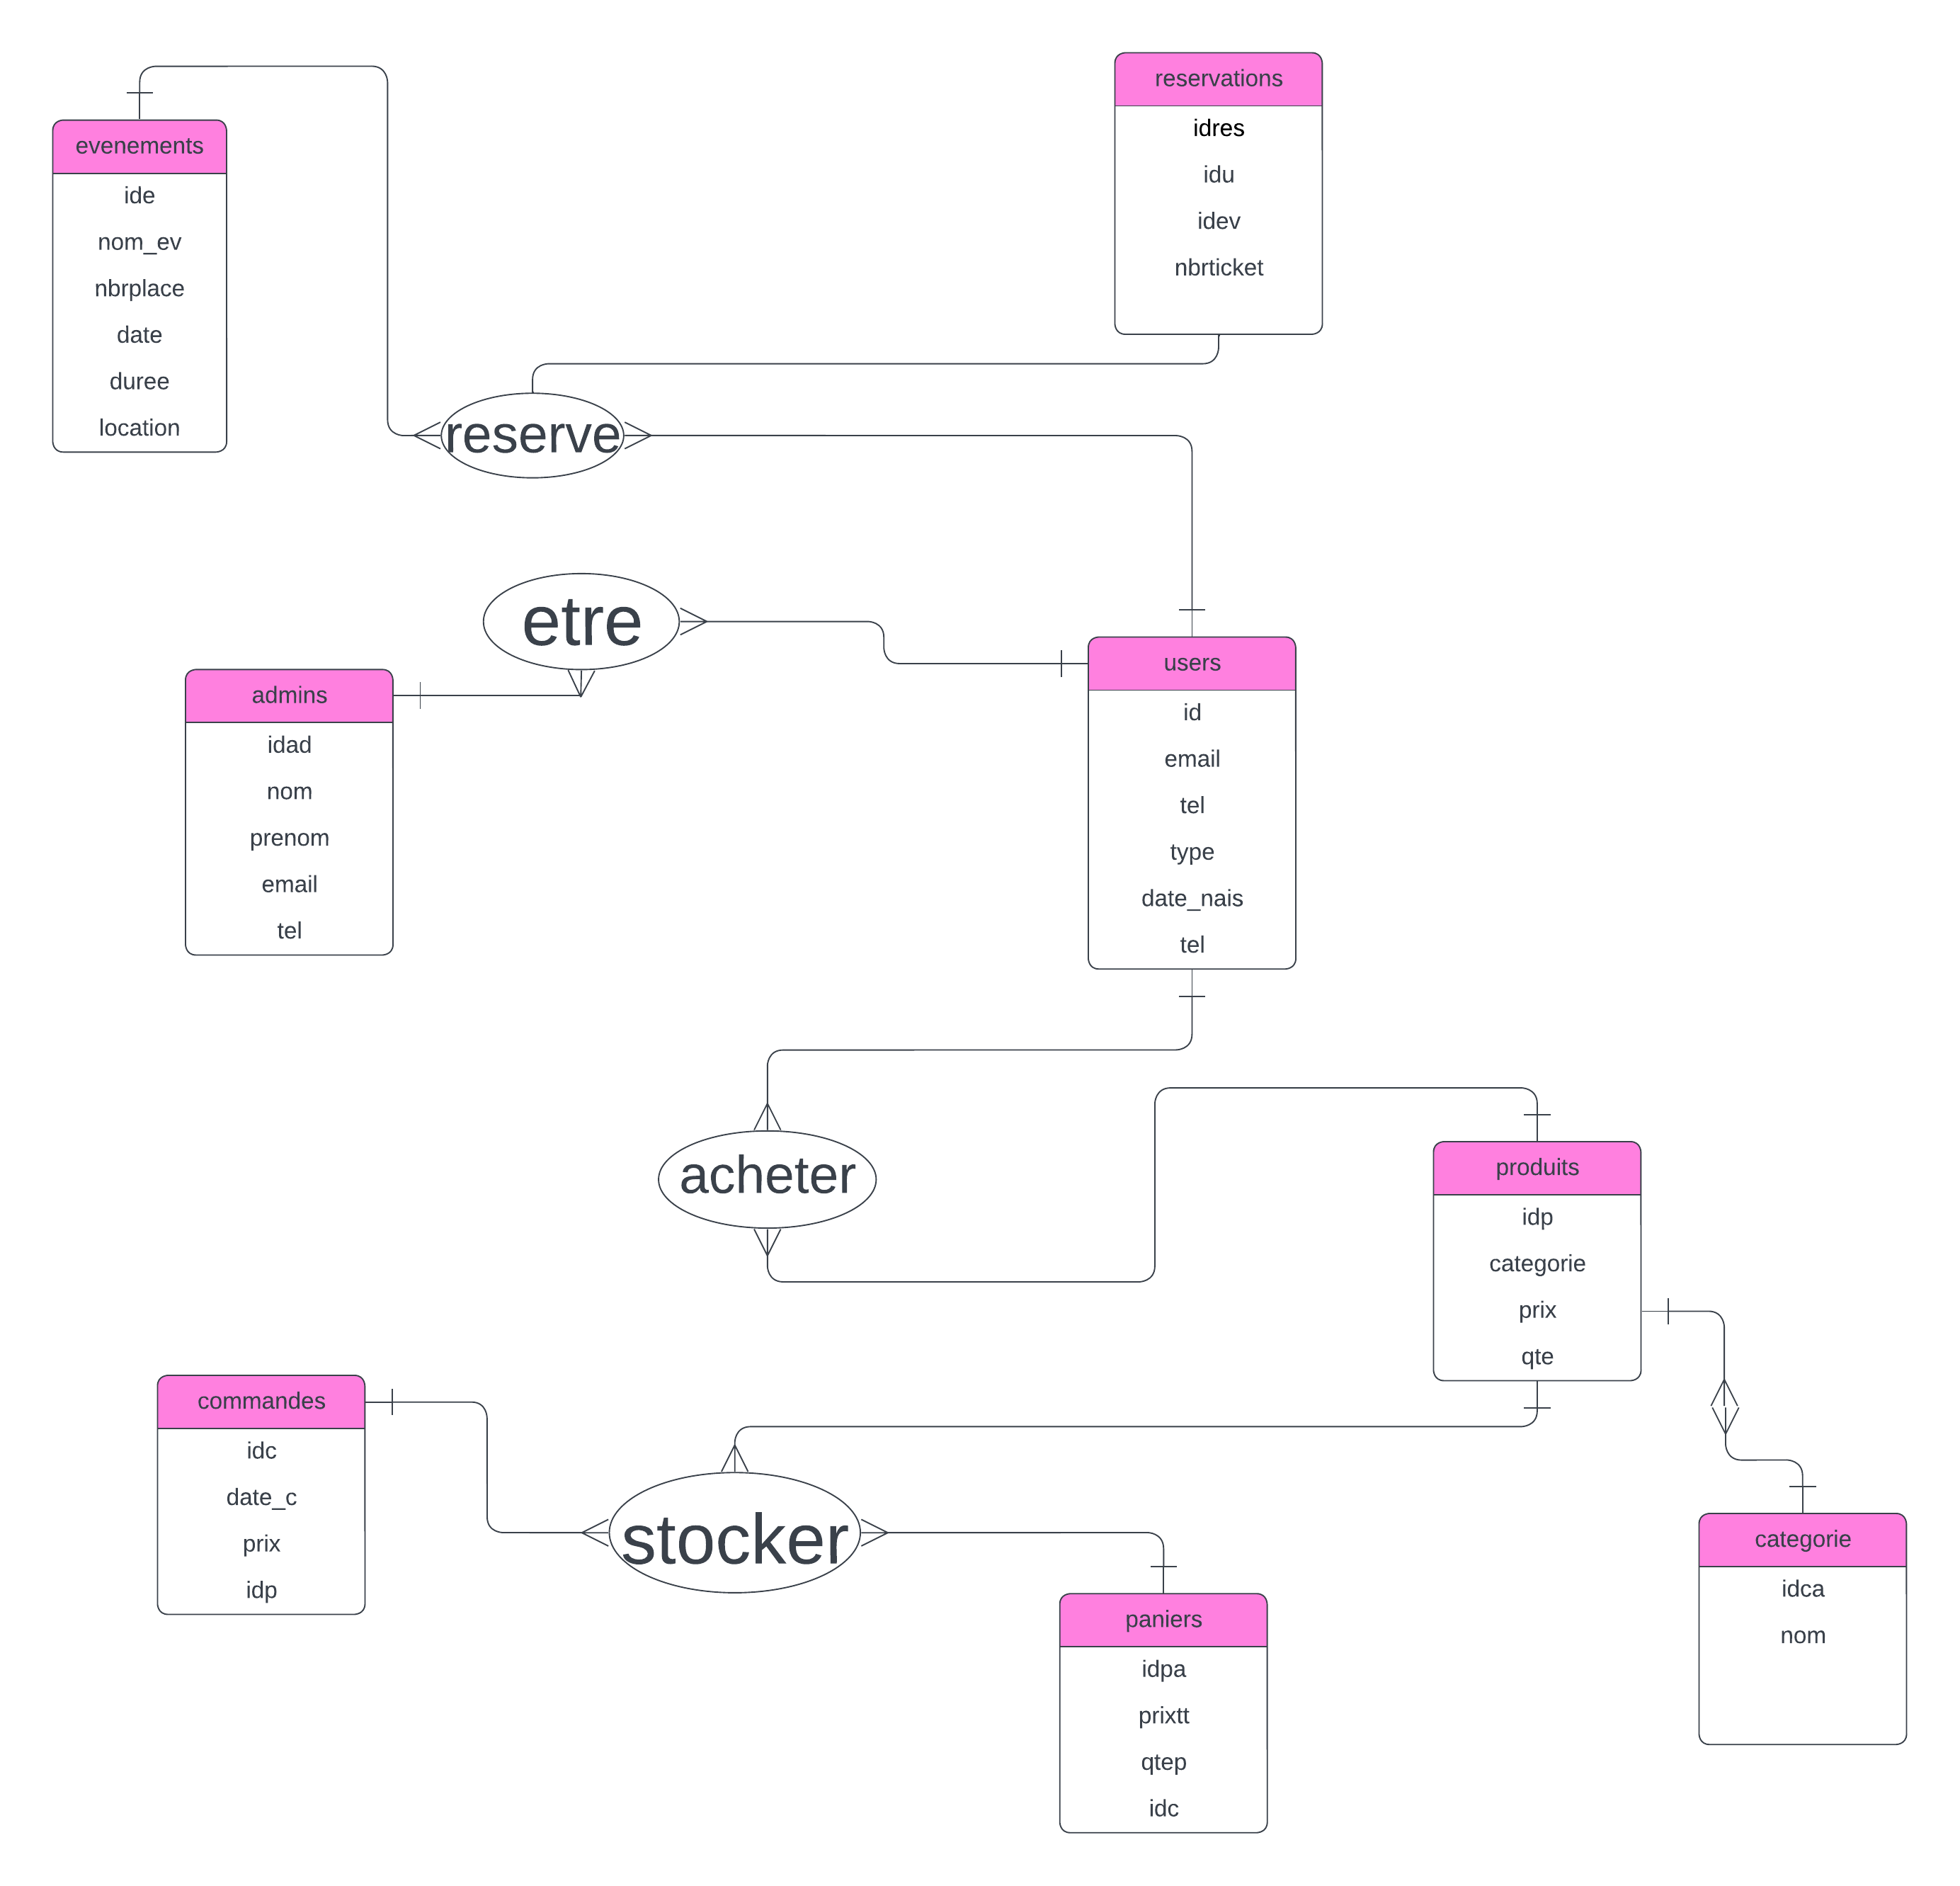 reservations
idres
idu
idev
nbrticket
evenements
ide
nom_ev
nbrplace
date
duree
location
reserve
etre
admins
idad
nom
prenom
email
tel
users
id
email
tel
type
date_nais
tel
acheter
produits
idp
categorie
prix
qte
commandes
idc
date_c
prix
idp
stocker
paniers
idpa
prixtt
qtep
idc
categorie
idca
nom